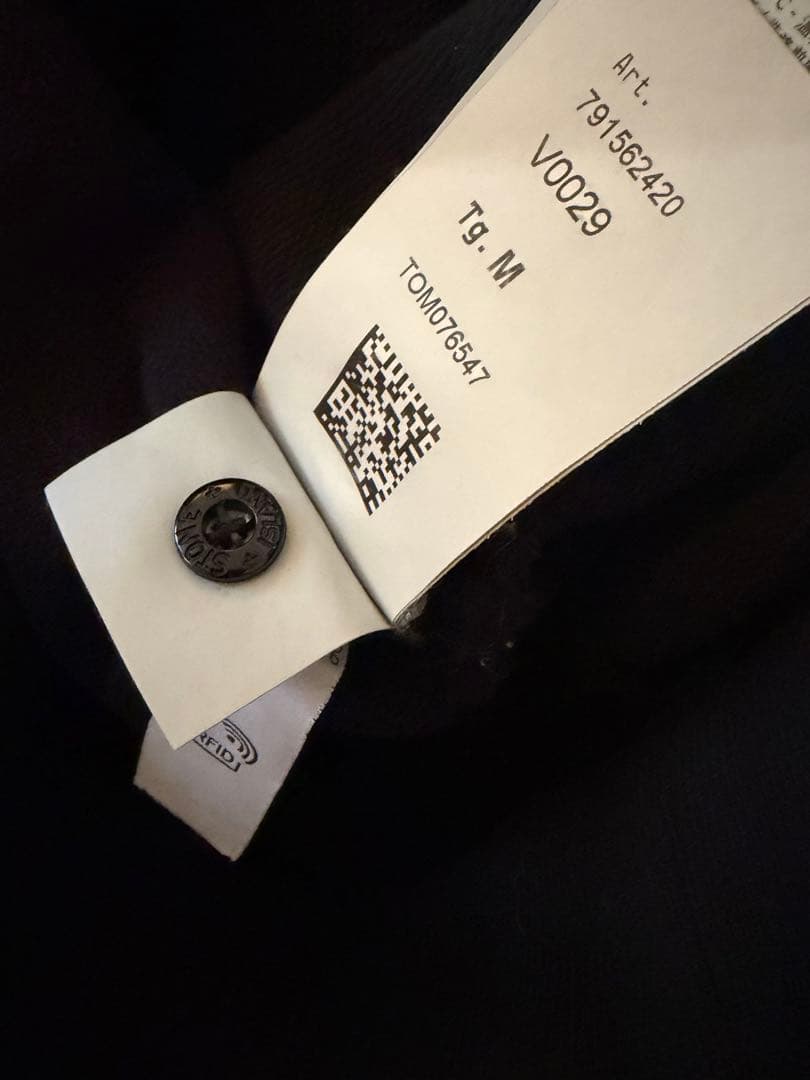 Art.
791562420
V0029
Tg. M
TOM076547
STONE ISLAND
RFID